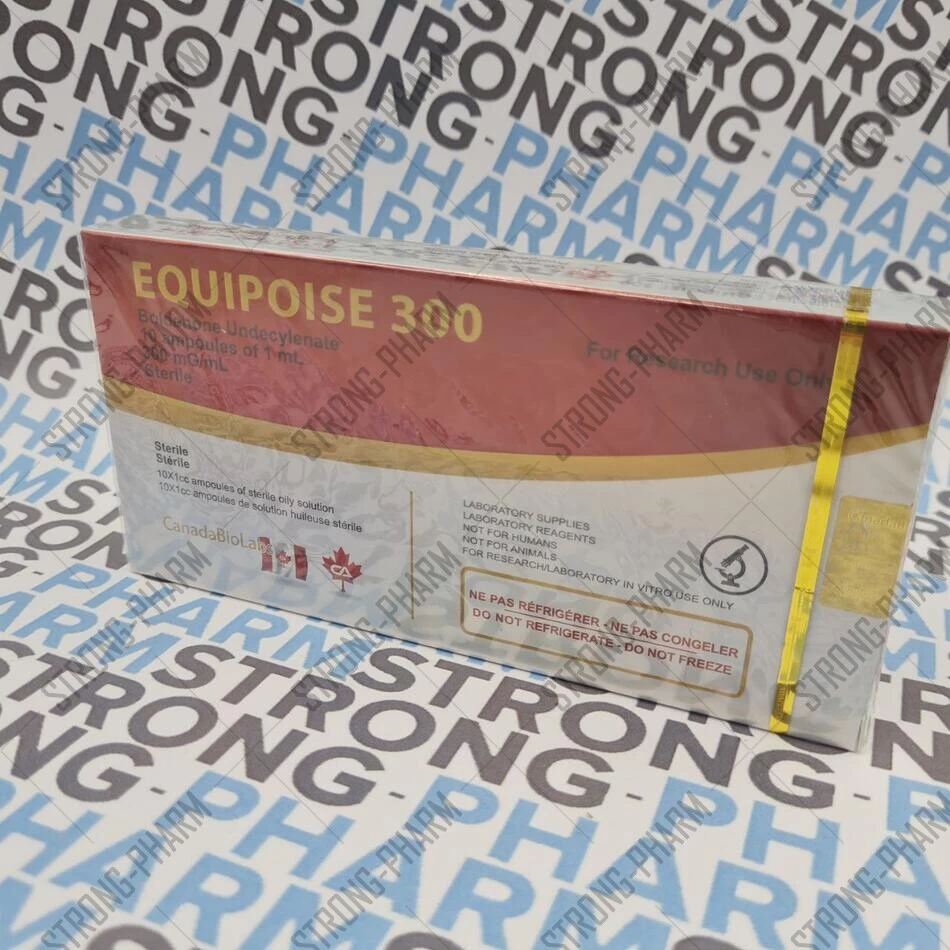 EQUIPOISE 300
Boldenone Undecylenate
10 ampoules of 1 mL
300 mG/mL
Sterile
For Research Use Only
Sterile
Stérile
10X1cc ampoules of sterile oily solution
10X1cc ampoules de solution huileuse stérile
CanadaBioLabs
CA
LABORATORY SUPPLIES
LABORATORY REAGENTS
NOT FOR HUMANS
NOT FOR ANIMALS
FOR RESEARCH/LABORATORY IN VITRO USE ONLY
NE PAS RÉFRIGÉRER - NE PAS CONGELER
DO NOT REFRIGERATE - DO NOT FREEZE
Canadian
STRONG-PHARM